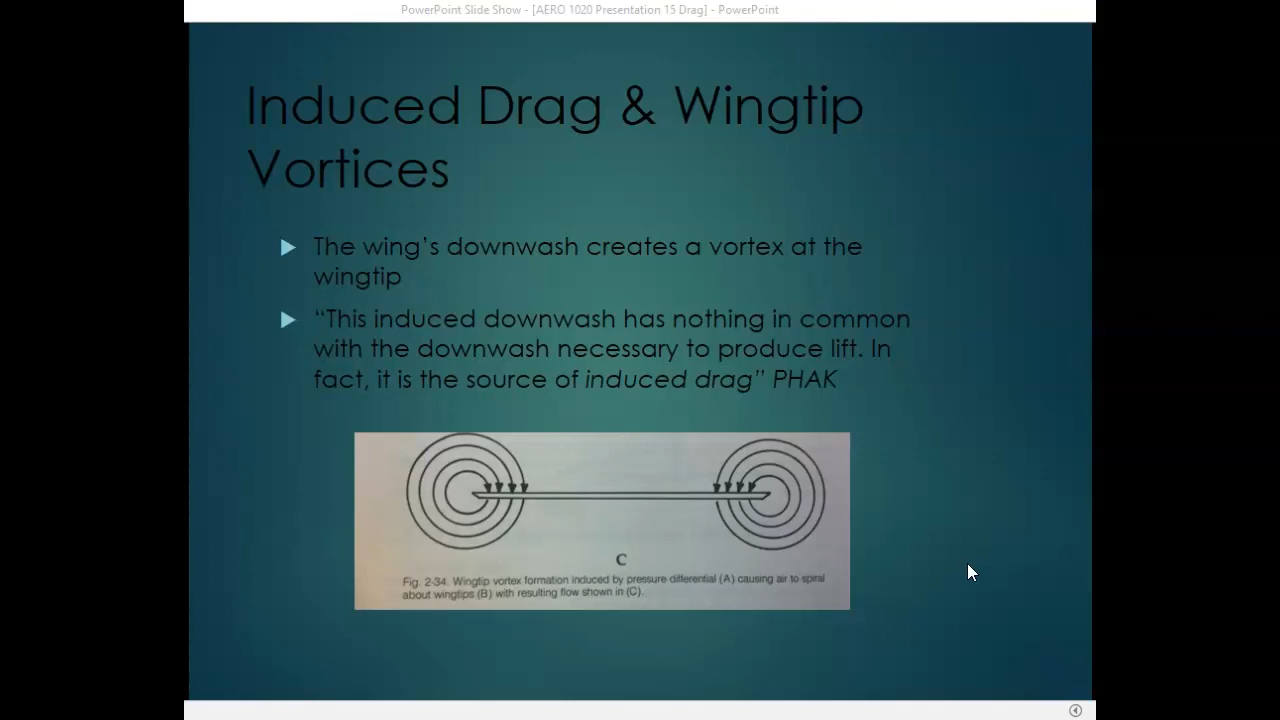 PowerPoint Slide Show - [AERO 1020 Presentation 15 Drag] - PowerPoint
Induced Drag & Wingtip
Vortices
The wing’s downwash creates a vortex at the
wingtip
“This induced downwash has nothing in common
with the downwash necessary to produce lift. In
fact, it is the source of induced drag” PHAK
C
Fig. 2-34. Wingtip vortex formation induced by pressure differential (A) causing air to spiral
about wingtips (B) with resulting flow shown in (C).